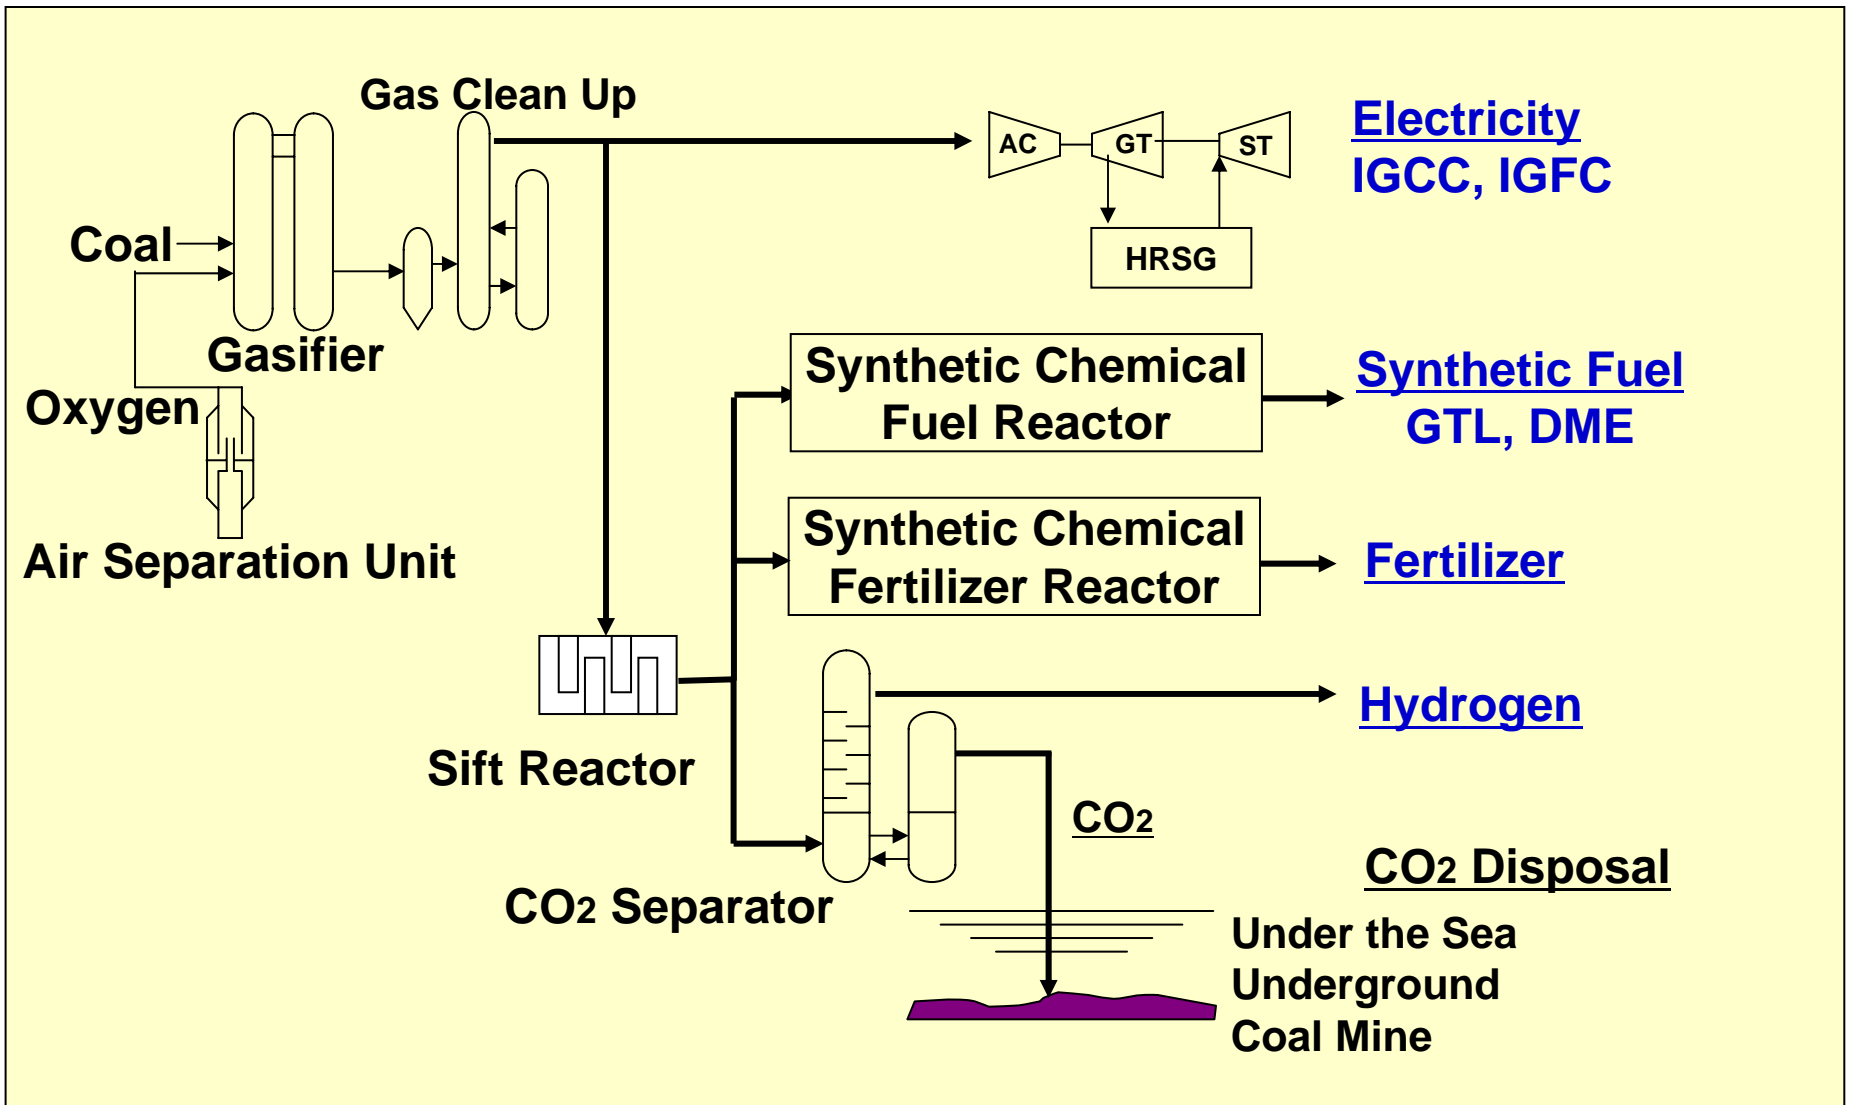 Gas Clean Up
Coal
Gasifier
Oxygen
Air Separation Unit
AC
GT
ST
HRSG
Electricity
IGCC, IGFC
Synthetic Chemical
Fuel Reactor
Synthetic Fuel
GTL, DME
Synthetic Chemical
Fertilizer Reactor
Fertilizer
Sift Reactor
Hydrogen
CO2
CO2 Separator
CO2 Disposal
Under the Sea
Underground
Coal Mine